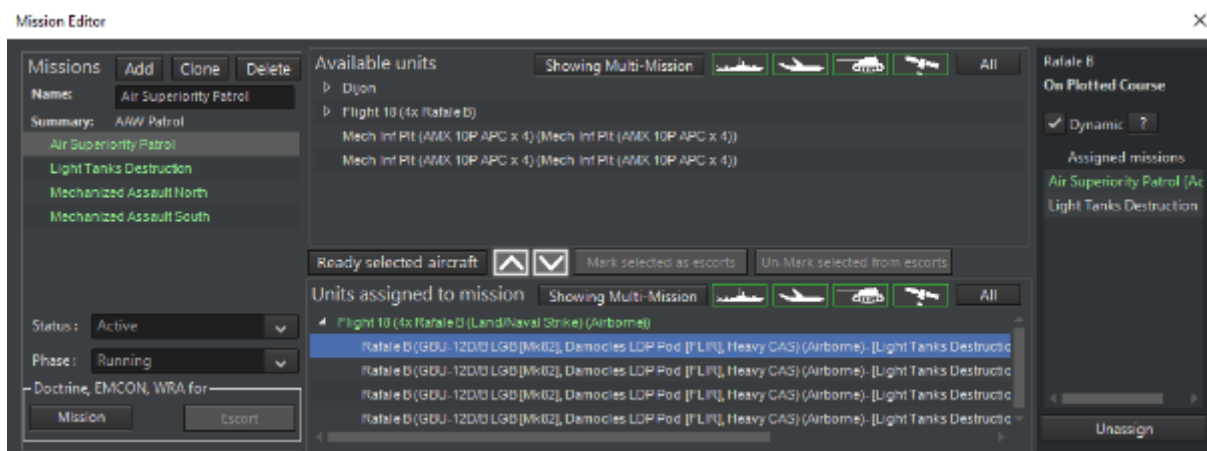 Mission Editor
Missions Add Clone Delete
Name: Air Superiority Patrol
Summary: AAW Patrol
Air Superiority Patrol
Light Tanks Destruction
Mechanized Assault North
Mechanized Assault South
Status: Active
Phase: Running
Doctrine, EMCON, WRA for
Mission Escort
Available units Showing Multi-Mission All
Dijon
Flight 18 (4x Rafale B)
Mech Inf Plt (AMX 10P APC x 4) (Mech Inf Plt (AMX 10P APC x 4))
Mech Inf Plt (AMX 10P APC x 4) (Mech Inf Plt (AMX 10P APC x 4))
Ready selected aircraft Mark selected as escorts Un-Mark selected from escorts
Units assigned to mission Showing Multi-Mission All
Flight 18 (4x Rafale B (Land/Naval Strike) (Airborne))
Rafale B (GBU-12D/B LGB [Mk82], Damocles LDP Pod [FLIR], Heavy CAS) (Airborne)- [Light Tanks Destructic
Rafale B (GBU-12D/B LGB [Mk82], Damocles LDP Pod [FLIR], Heavy CAS) (Airborne)- [Light Tanks Destructic
Rafale B (GBU-12D/B LGB [Mk82], Damocles LDP Pod [FLIR], Heavy CAS) (Airborne)- [Light Tanks Destructic
Rafale B (GBU-12D/B LGB [Mk82], Damocles LDP Pod [FLIR], Heavy CAS) (Airborne)- [Light Tanks Destructic
Rafale B
On Plotted Course
Dynamic ?
Assigned missions
Air Superiority Patrol (Ac
Light Tanks Destruction
Unassign